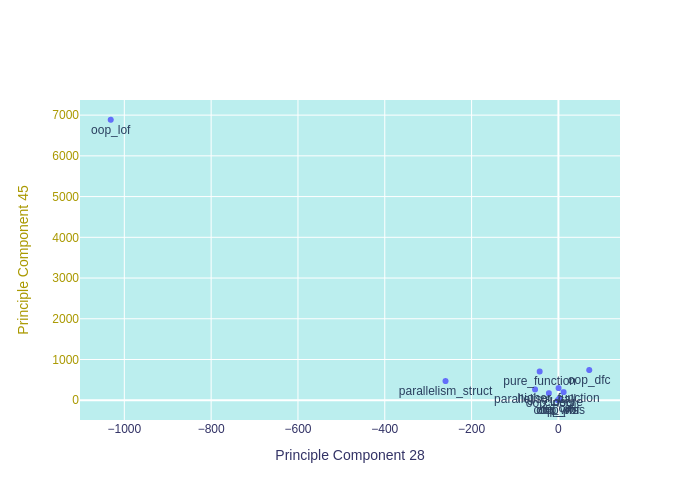 7000
oop_lof
6000
5000
4000
3000
2000
1000
0
Principle Component 45
pure_function
oop_dfc
parallelism_struct
−1000
−800
−600
−400
−200
0
Principle Component 28